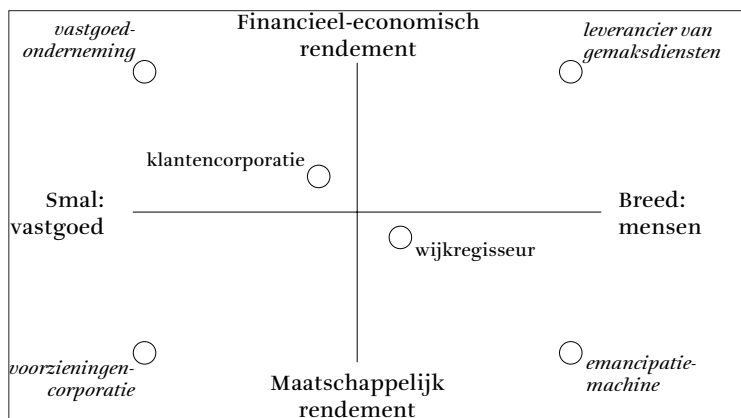 vastgoed-
onderneming
Financieel-economisch
rendement
leverancier van
gemaksdiensten
klantencorporatie
Smal:
vastgoed
Breed:
mensen
wijkregisseur
voorzieningen-
corporatie
Maatschappelijk
rendement
emancipatie-
machine